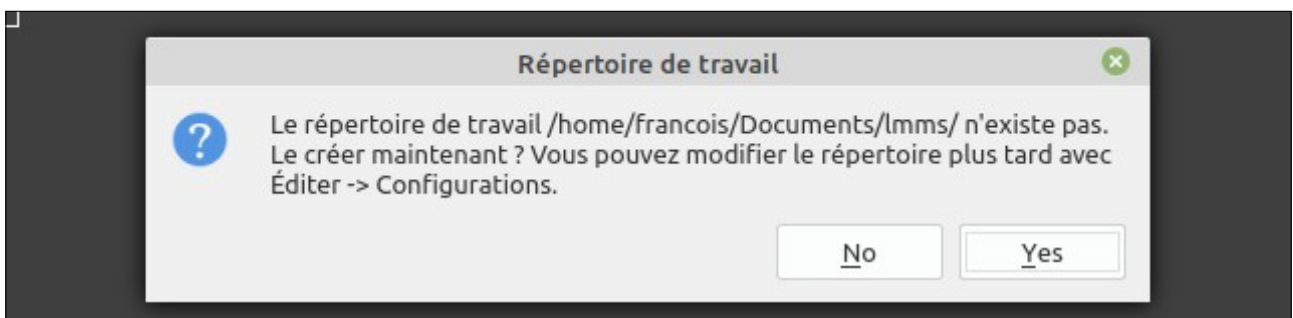 Répertoire de travail
Le répertoire de travail /home/francois/Documents/lmms/ n'existe pas.
Le créer maintenant ? Vous pouvez modifier le répertoire plus tard avec
Éditer -> Configurations.
No
Yes